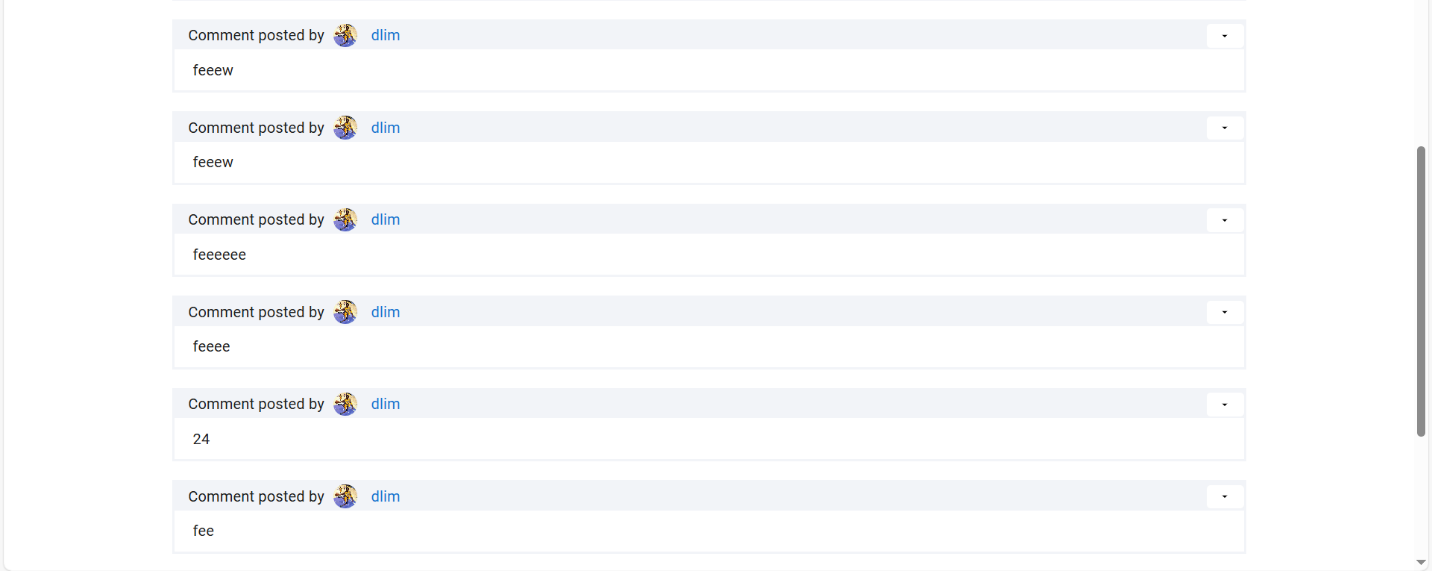 Comment posted by dlim
feeew
Comment posted by dlim
feeew
Comment posted by dlim
feeeeee
Comment posted by dlim
feeee
Comment posted by dlim
24
Comment posted by dlim
fee